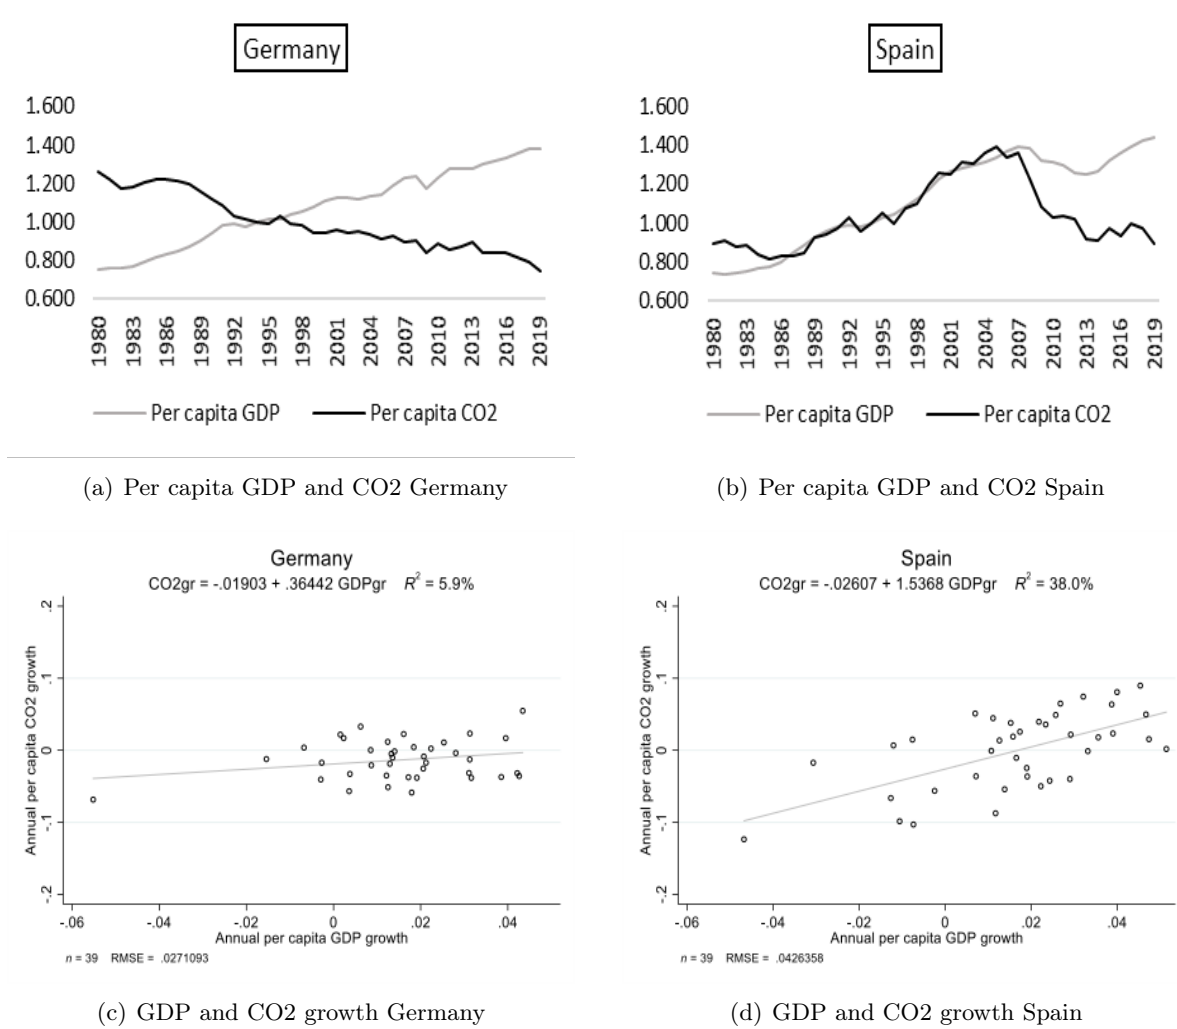 Germany
1.600
1.400
1.200
1.000
0.800
0.600
1980 1983 1986 1989 1992 1995 1998 2001 2004 2007 2010 2013 2016 2019
Per capita GDP Per capita CO2
(a) Per capita GDP and CO2 Germany
Spain
1.600
1.400
1.200
1.000
0.800
0.600
1980 1983 1986 1989 1992 1995 1998 2001 2004 2007 2010 2013 2016 2019
Per capita GDP Per capita CO2
(b) Per capita GDP and CO2 Spain
Germany
CO2gr = -.01903 + .36442 GDPgr R² = 5.9%
Annual per capita CO2 growth
.2
.1
0
-.1
-.2
-.06 -.04 -.02 0 .02 .04
Annual per capita GDP growth
n = 39 RMSE = .0271093
(c) GDP and CO2 growth Germany
Spain
CO2gr = -.02607 + 1.5368 GDPgr R² = 38.0%
Annual per capita CO2 growth
.2
.1
0
-.1
-.2
-.06 -.04 -.02 0 .02 .04
Annual per capita GDP growth
n = 39 RMSE = .0426358
(d) GDP and CO2 growth Spain